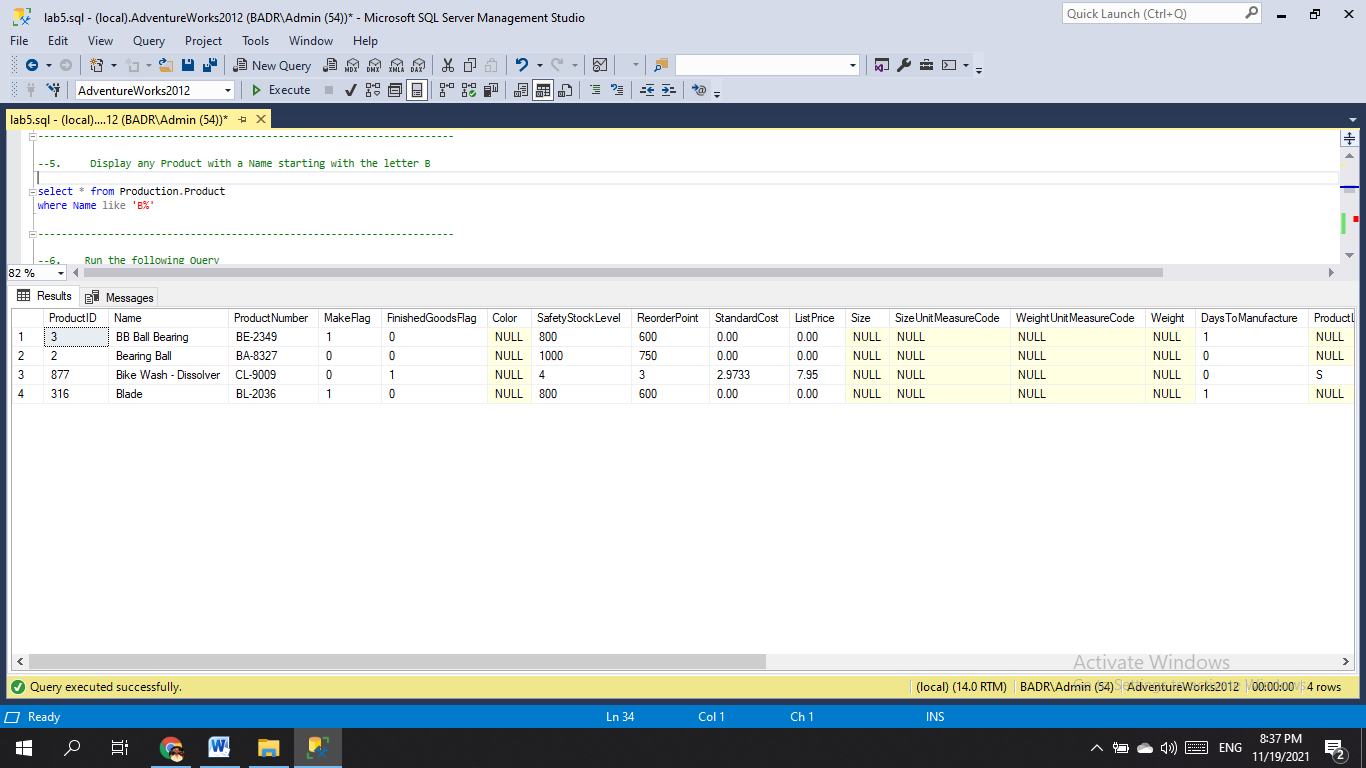 lab5.sql - (local).AdventureWorks2012 (BADR\Admin (54))* - Microsoft SQL Server Management Studio
Quick Launch (Ctrl+Q)
File Edit View Query Project Tools Window Help
New Query MDX DMX XMLA DAX
AdventureWorks2012 Execute
lab5.sql - (local)....12 (BADR\Admin (54))*
----------------------------------------------------------------------
--5. Display any Product with a Name starting with the letter B
select * from Production.Product
where Name like 'B%'
----------------------------------------------------------------------
--6. Run the following Query
82 %
Results Messages
ProductID Name ProductNumber MakeFlag FinishedGoodsFlag Color SafetyStockLevel ReorderPoint StandardCost ListPrice Size SizeUnitMeasureCode WeightUnitMeasureCode Weight DaysToManufacture ProductL
1 3 BB Ball Bearing BE-2349 1 0 NULL 800 600 0.00 0.00 NULL NULL NULL NULL 1 NULL
2 2 Bearing Ball BA-8327 0 0 NULL 1000 750 0.00 0.00 NULL NULL NULL NULL 0 NULL
3 877 Bike Wash - Dissolver CL-9009 0 1 NULL 4 3 2.9733 7.95 NULL NULL NULL NULL 0 S
4 316 Blade BL-2036 1 0 NULL 800 600 0.00 0.00 NULL NULL NULL NULL 1 NULL
Activate Windows
Go to Settings to activate Windows.
Query executed successfully. (local) (14.0 RTM) BADR\Admin (54) AdventureWorks2012 00:00:00 4 rows
Ready Ln 34 Col 1 Ch 1 INS
ENG
8:37 PM
11/19/2021
2